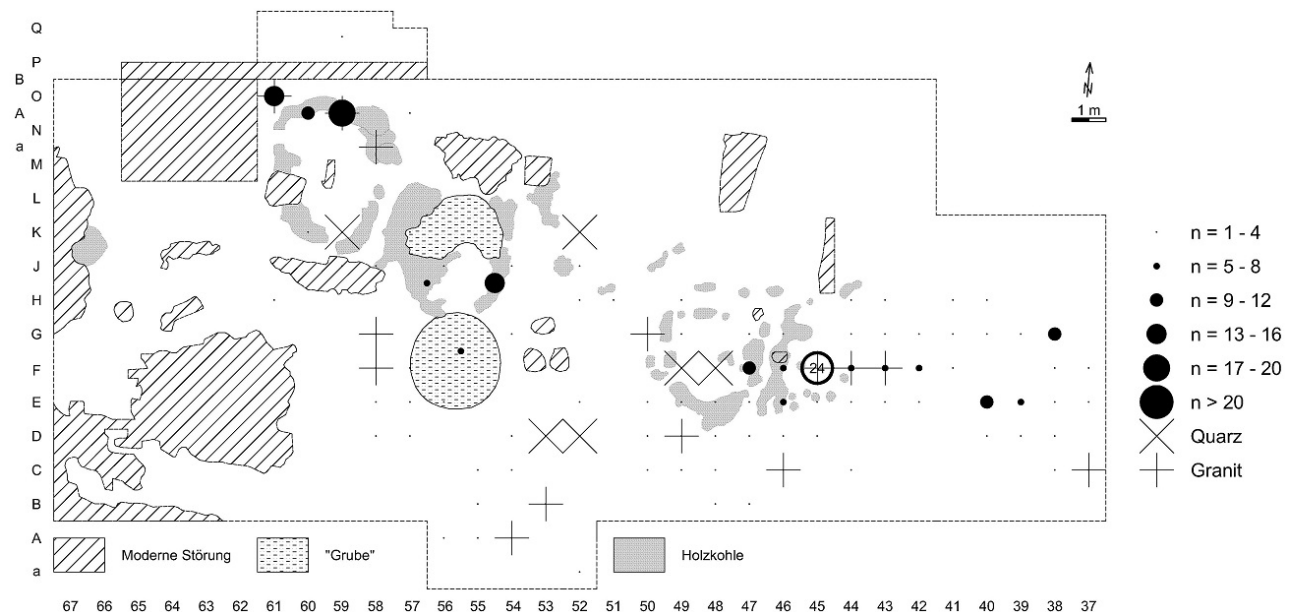 Q
P
B
O
A
N
a
M
L
K
J
H
G
F
E
D
C
B
A
a
N
1 m
24
n = 1 - 4
n = 5 - 8
n = 9 - 12
n = 13 - 16
n = 17 - 20
n > 20
Quarz
Granit
Moderne Störung "Grube" Holzkohle
67 66 65 64 63 62 61 60 59 58 57 56 55 54 53 52 51 50 49 48 47 46 45 44 43 42 41 40 39 38 37